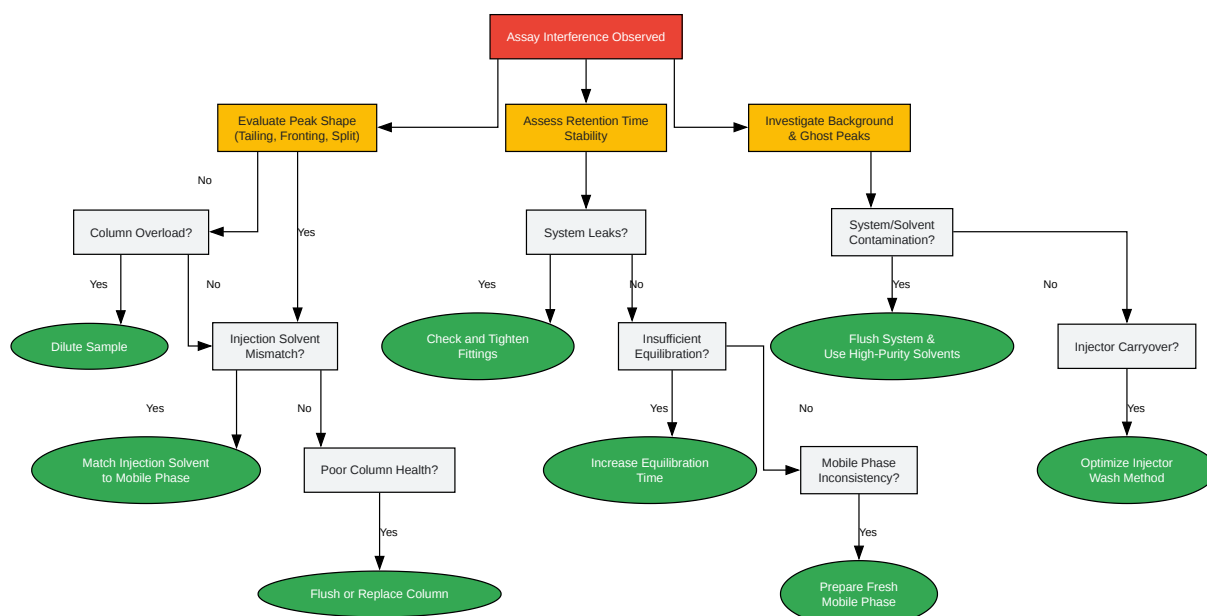 Assay Interference Observed
Evaluate Peak Shape
(Tailing, Fronting, Split)
Assess Retention Time
Stability
Investigate Background
& Ghost Peaks
No
Column Overload?
Yes
System Leaks?
System/Solvent
Contamination?
Yes
No
Yes
No
Yes
No
Dilute Sample
Injection Solvent
Mismatch?
Check and Tighten
Fittings
Insufficient
Equilibration?
Flush System &
Use High-Purity Solvents
Injector Carryover?
Yes
No
Yes
No
Yes
Match Injection Solvent
to Mobile Phase
Poor Column Health?
Increase Equilibration
Time
Mobile Phase
Inconsistency?
Optimize Injector
Wash Method
Yes
Yes
Flush or Replace Column
Prepare Fresh
Mobile Phase